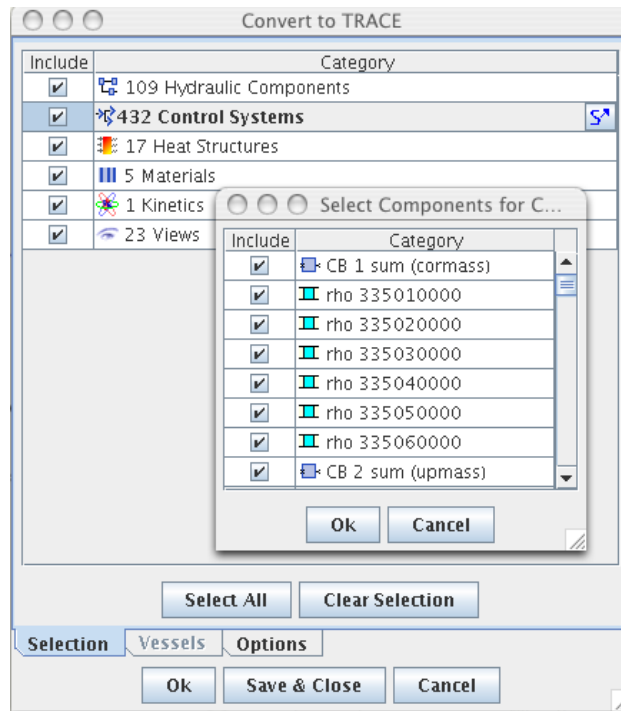 Convert to TRACE
Include Category
109 Hydraulic Components
432 Control Systems
17 Heat Structures
5 Materials
1 Kinetics
23 Views
Select Components for C...
Include Category
CB 1 sum (cormass)
rho 335010000
rho 335020000
rho 335030000
rho 335040000
rho 335050000
rho 335060000
CB 2 sum (upmass)
Ok Cancel
Select All Clear Selection
Selection Vessels Options
Ok Save & Close Cancel